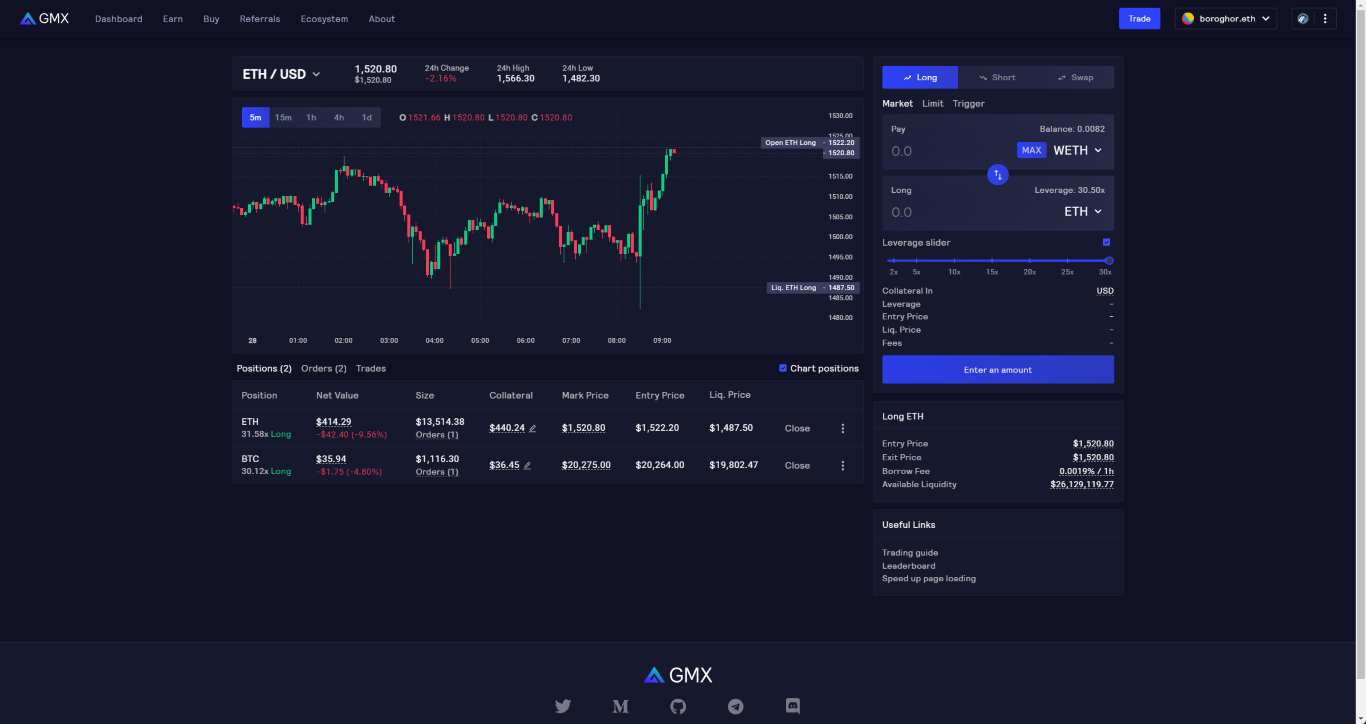 GMX Dashboard Earn Buy Referrals Ecosystem About Trade boroghor.eth
ETH / USD
1,520.80
$1,520.80
24h Change
-2.16%
24h High
1,566.30
24h Low
1,482.30
5m 15m 1h 4h 1d O 1521.66 H 1520.80 L 1520.80 C 1520.80
1530.00
1525.00
Open ETH Long 1522.20
1520.80
1515.00
1510.00
1505.00
1500.00
1495.00
1490.00
Liq. ETH Long 1487.50
1485.00
1480.00
28 01:00 02:00 03:00 04:00 05:00 06:00 07:00 08:00 09:00
Positions (2) Orders (2) Trades Chart positions
Position Net Value Size Collateral Mark Price Entry Price Liq. Price
ETH $414.29 $13,514.38 $440.24 $1,520.80 $1,522.20 $1,487.50 Close
31.58x Long -$42.40 (-9.56%) Orders (1)
BTC $35.94 $1,116.30 $36.45 $20,275.00 $20,264.00 $19,802.47 Close
30.12x Long -$1.75 (-4.80%) Orders (1)
Long Short Swap
Market Limit Trigger
Pay Balance: 0.0082
0.0 MAX WETH
Long Leverage: 30.50x
0.0 ETH
Leverage slider
2x 5x 10x 15x 20x 25x 30x
Collateral In USD
Leverage -
Entry Price -
Liq. Price -
Fees -
Enter an amount
Long ETH
Entry Price $1,520.80
Exit Price $1,520.80
Borrow Fee 0.0019% / 1h
Available Liquidity $26,129,119.77
Useful Links
Trading guide
Leaderboard
Speed up page loading
GMX